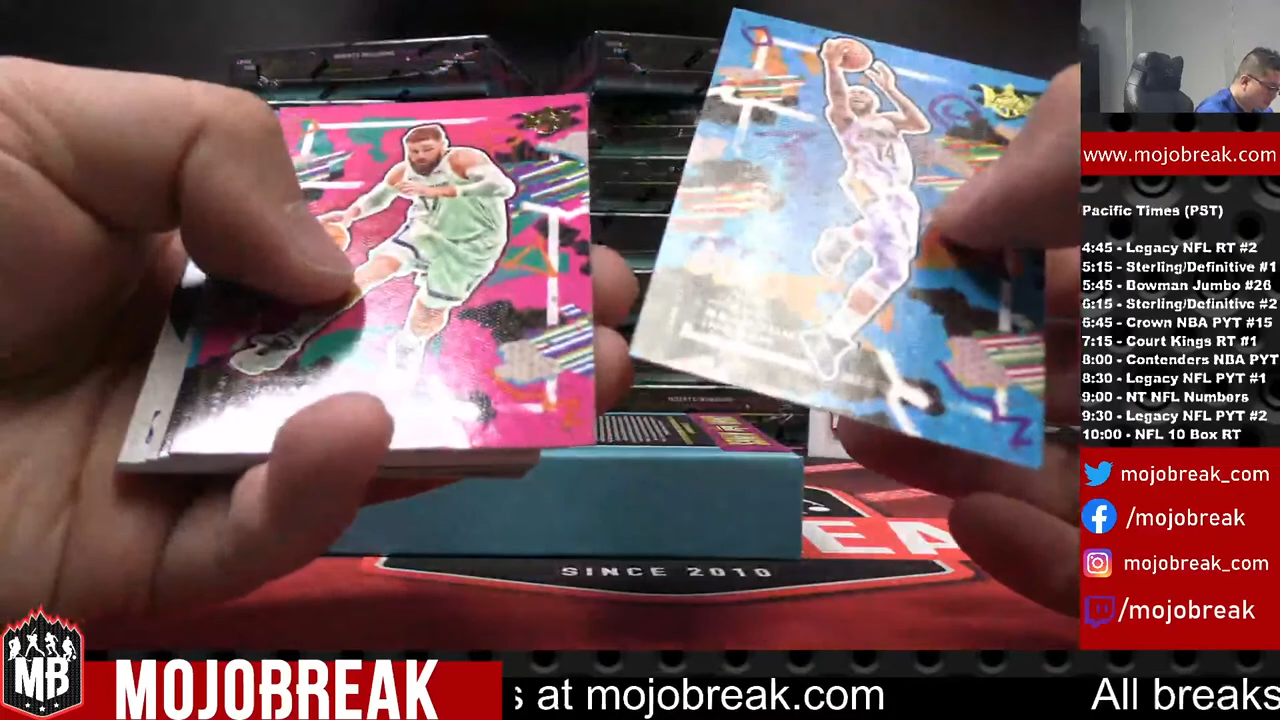 www.mojobreak.com
Pacific Times (PST)
4:45 - Legacy NFL RT #2
5:15 - Sterling/Definitive #1
5:45 - Bowman Jumbo #26
6:15 - Sterling/Definitive #2
6:45 - Crown NBA PYT #15
7:15 - Court Kings RT #1
8:00 - Contenders NBA PYT
8:30 - Legacy NFL PYT #1
9:00 - NT NFL Numbers
9:30 - Legacy NFL PYT #2
10:00 - NFL 10 Box RT
mojobreak_com
/mojobreak
mojobreak_com
/mojobreak
14
EA
SINCE 2010
MB
MOJOBREAK
s at mojobreak.com
All breaks